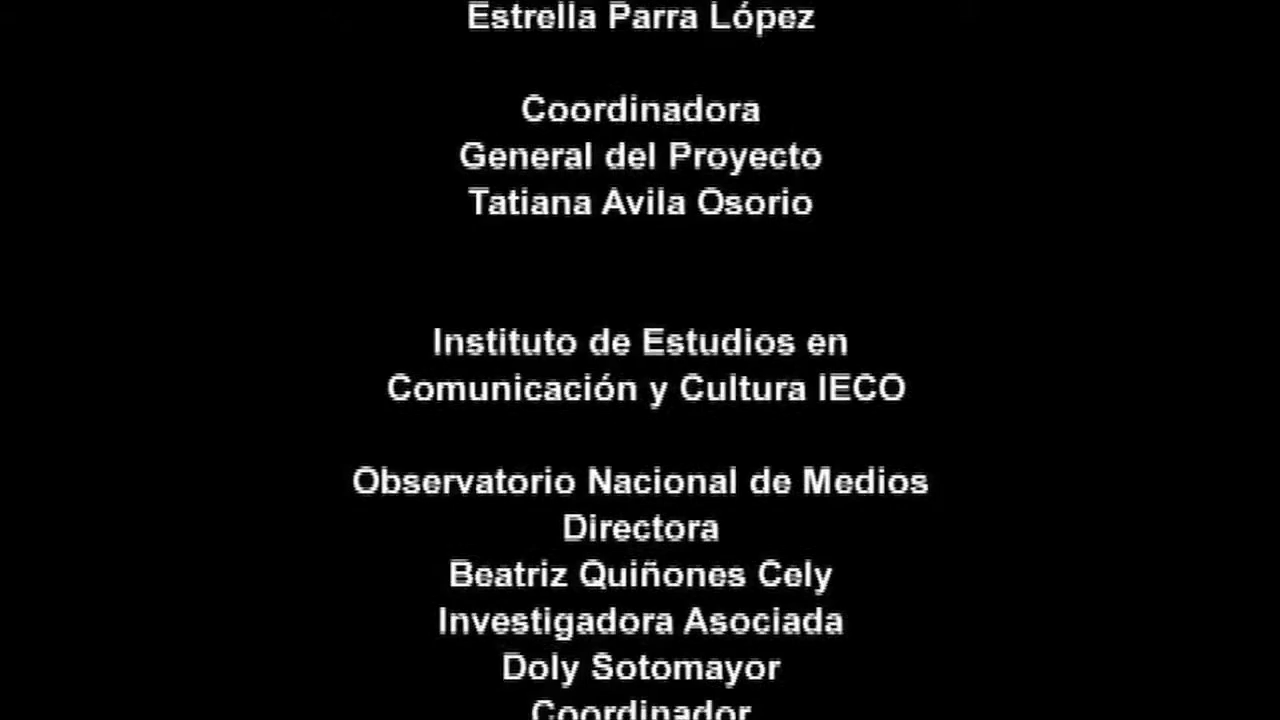 Estrella Parra López
Coordinadora
General del Proyecto
Tatiana Avila Osorio
Instituto de Estudios en
Comunicación y Cultura IECO
Observatorio Nacional de Medios
Directora
Beatriz Quiñones Cely
Investigadora Asociada
Doly Sotomayor
Coordinador